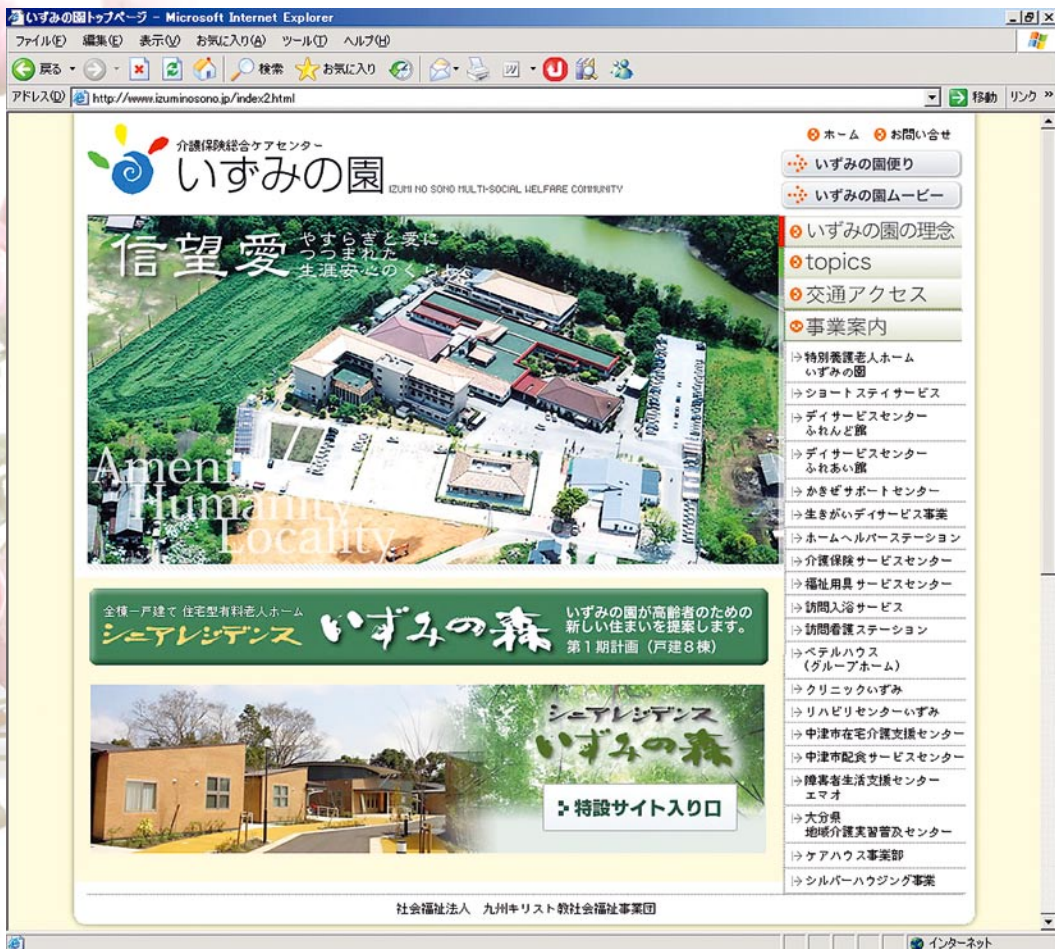 いずみの園トップページ - Microsoft Internet Explorer
ファイル(F) 編集(E) 表示(V) お気に入り(A) ツール(T) ヘルプ(H)
戻る 検索 お気に入り
アドレス(D) http://www.izuminosono.jp/index2.html 移動 リンク »
介護保険総合ケアセンター
いずみの園 IZUMI NO SONO MULTI-SOCIAL WELFARE COMMUNITY
ホーム お問い合せ
いずみの園便り
いずみの園ムービー
信望愛
やすらぎと愛に
つつまれた
生涯安心のくらしを
Amenity
Humanity
Locality
いずみの園の理念
topics
交通アクセス
事業案内
特別養護老人ホーム
いずみの園
ショートステイサービス
デイサービスセンター
ふれんど館
デイサービスセンター
ふれあい館
かきぜサポートセンター
生きがいデイサービス事業
ホームヘルパーステーション
介護保険サービスセンター
福祉用具サービスセンター
訪問入浴サービス
訪問看護ステーション
ベテルハウス
(グループホーム)
クリニックいずみ
リハビリセンターいずみ
中津市在宅介護支援センター
中津市配食サービスセンター
障害者生活支援センター
エマオ
大分県
地域介護実習普及センター
ケアハウス事業部
シルバーハウジング事業
全棟一戸建て 住宅型有料老人ホーム
シニアレジデンス いずみの森
いずみの園が高齢者のための
新しい住まいを提案します。
第1期計画（戸建8棟）
シニアレジデンス
いずみの森
特設サイト入り口
社会福祉法人 九州キリスト教社会福祉事業団
インターネット